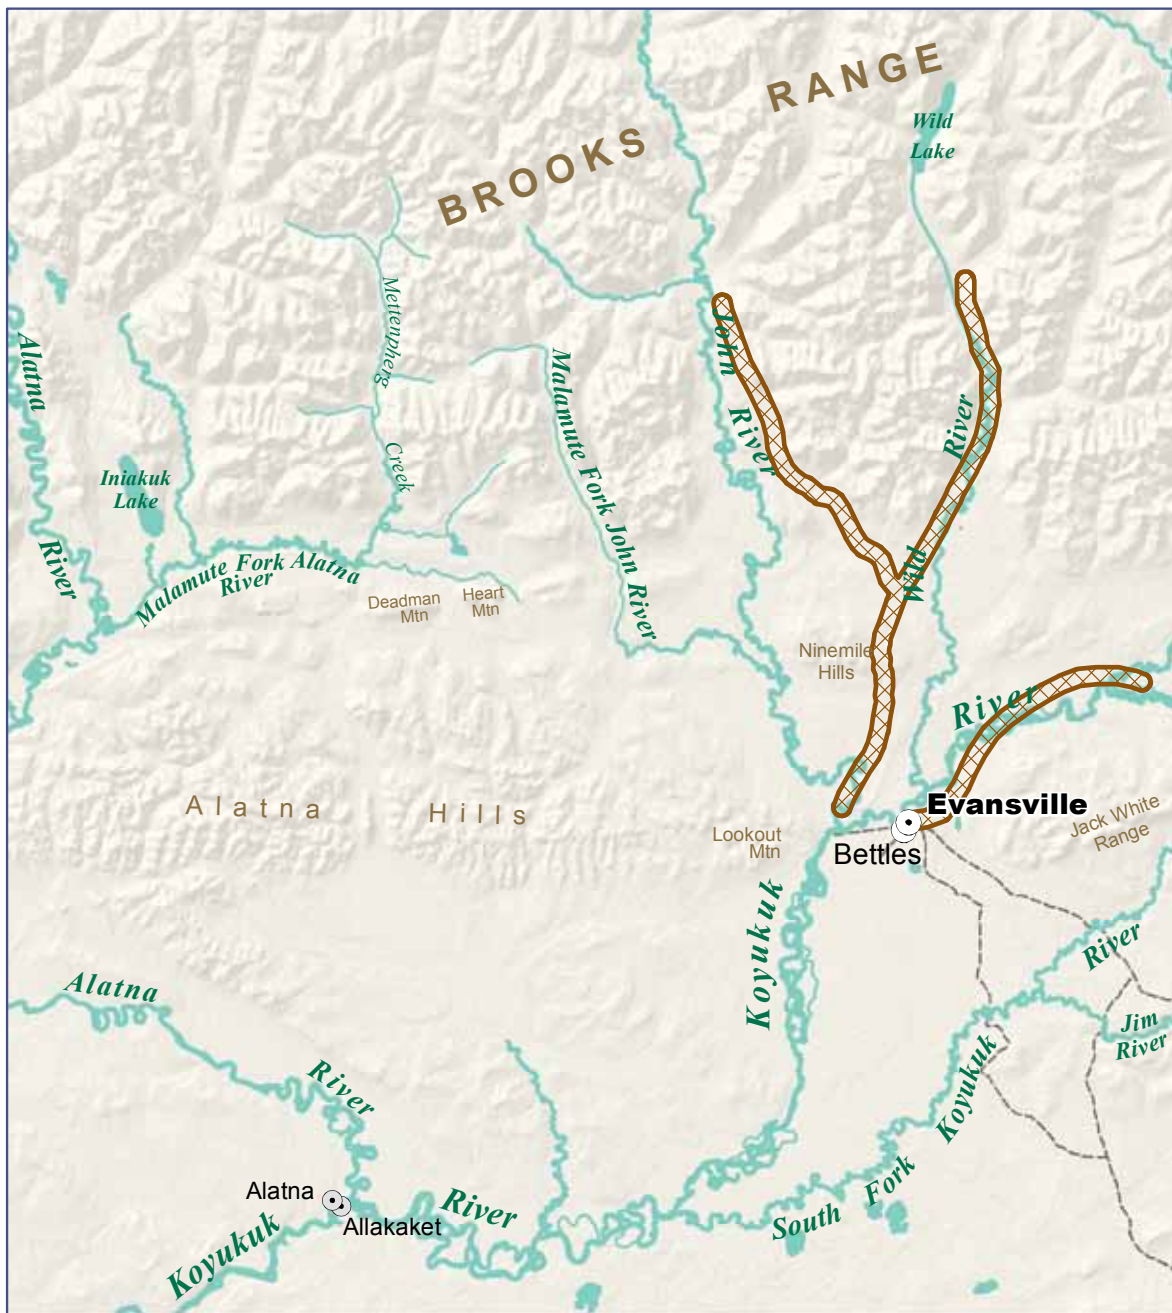 BROOKS RANGE
Wild
Lake
Alatna
River
Mettenpherg
Creek
Iniakuk
Lake
Malamute Fork John River
John
River
River
Wild
Malamute Fork Alatna
River
Deadman
Mtn
Heart
Mtn
Ninemile
Hills
River
Alatna Hills
Lookout
Mtn
Evansville
Bettles
Jack White
Range
Koyukuk
River
Alatna
River
Jim
River
Koyukuk
Fork
South
Alatna
Allakaket
River
Koyukuk